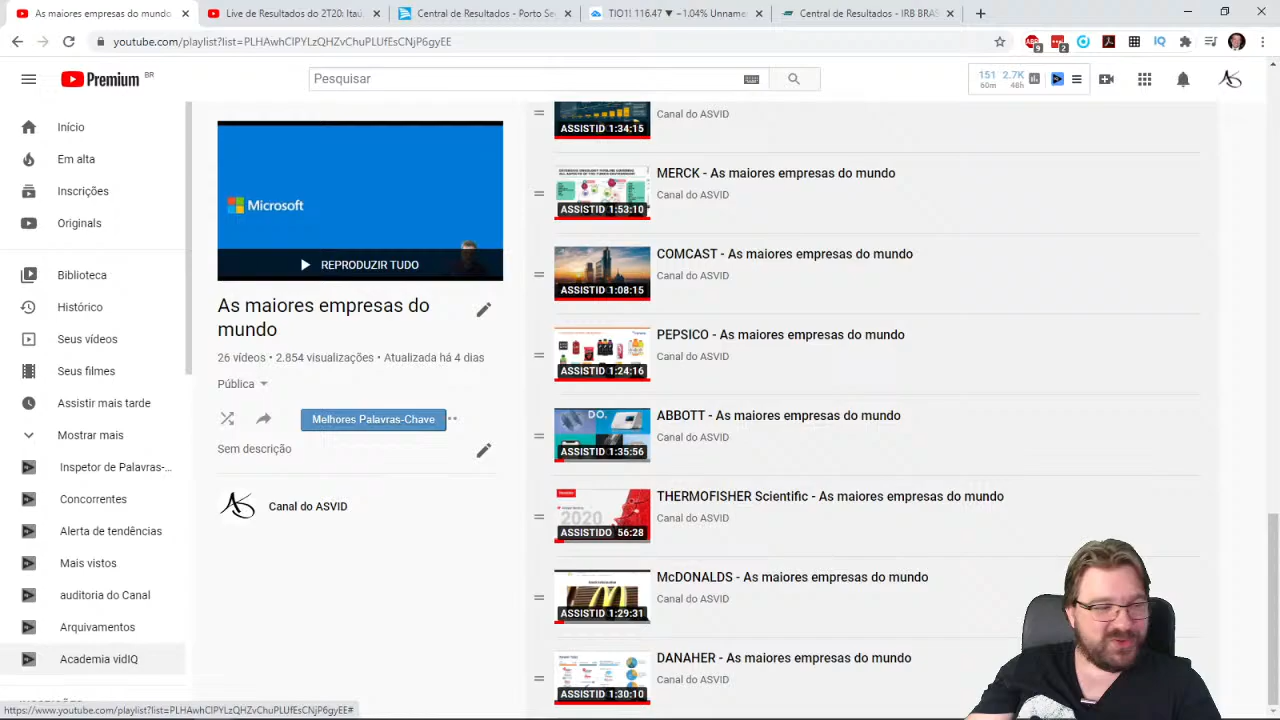 As maiores empresas do mundo
Live de Resultados do 2T20: Itaú
Central de Resultados - Porto Se
TIO1L 116,47 ▼ −1.04%
Central de Resultados - IRB BRAS
youtube.com/playlist?list=PLHAwhClPYLzQHZvChuPLUfEsCNjP6gyEE
9
2
IQ
Premium BR
Pesquisar
151
60m
2.7K
48h
Início
Em alta
Inscrições
Originals
Biblioteca
Histórico
Seus vídeos
Seus filmes
Assistir mais tarde
Mostrar mais
Inspetor de Palavras-...
Concorrentes
Alerta de tendências
Mais vistos
auditoria do Canal
Arquivamentos
Academia vidIQ
https://www.youtube.com/playlist?list=PLHAwhClPYLzQHZvChuPLUfEsCNjP6gyEE
Microsoft
REPRODUZIR TUDO
As maiores empresas do
mundo
26 vídeos • 2.854 visualizações • Atualizada há 4 dias
Pública
Melhores Palavras-Chave
Sem descrição
Canal do ASVID
ASSISTID 1:34:15
Canal do ASVID
ASSISTID 1:53:10
MERCK - As maiores empresas do mundo
Canal do ASVID
ASSISTID 1:08:15
COMCAST - As maiores empresas do mundo
Canal do ASVID
ASSISTID 1:24:16
PEPSICO - As maiores empresas do mundo
Canal do ASVID
DO.
ASSISTID 1:35:56
ABBOTT - As maiores empresas do mundo
Canal do ASVID
2020
ASSISTIDO 56:28
THERMOFISHER Scientific - As maiores empresas do mundo
Canal do ASVID
ASSISTID 1:29:31
McDONALDS - As maiores empresas do mundo
Canal do ASVID
ASSISTID 1:30:10
DANAHER - As maiores empresas do mundo
Canal do ASVID